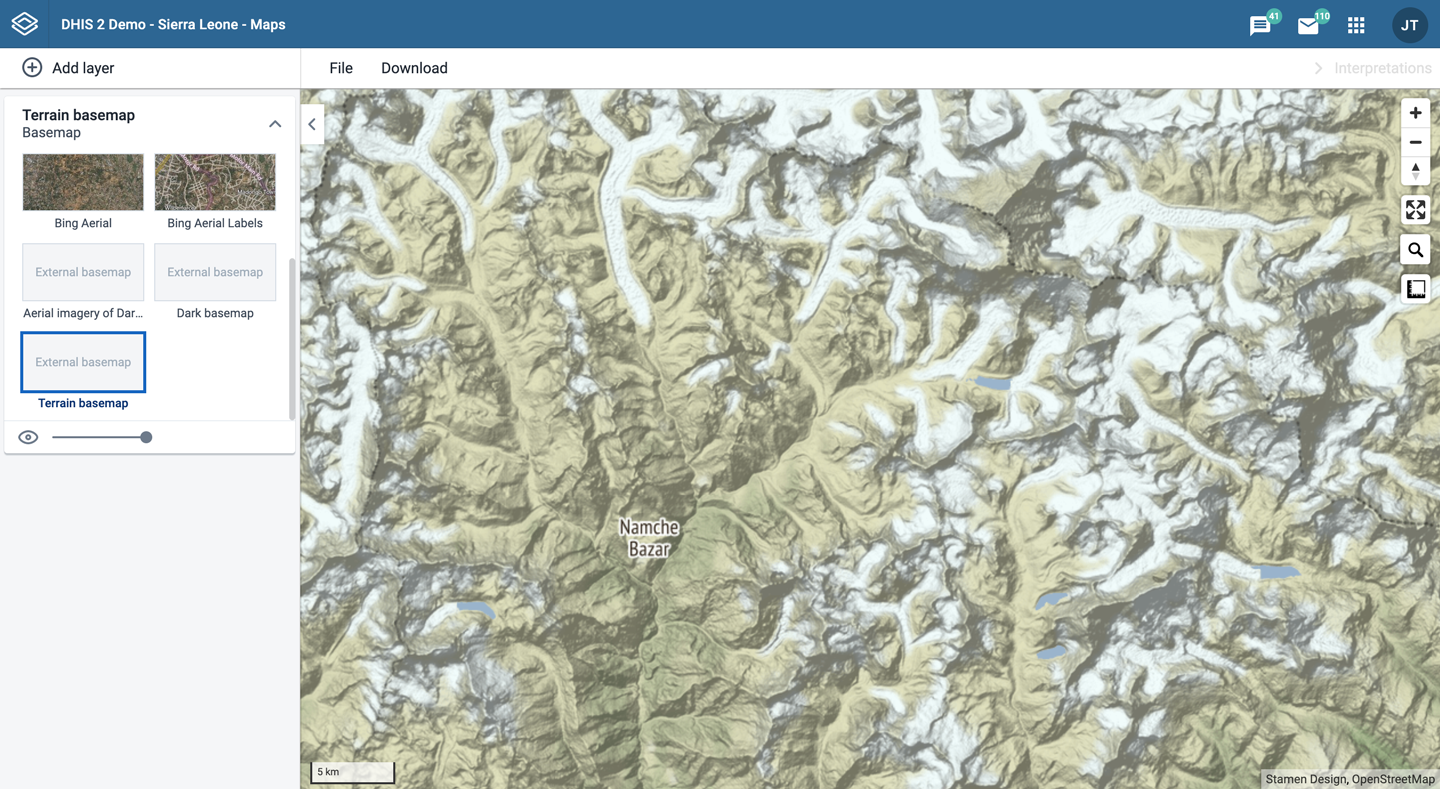 DHIS 2 Demo - Sierra Leone - Maps
41
110
JT
Add layer
File
Download
Interpretations
Terrain basemap
Basemap
Bing Aerial
Bing Aerial Labels
External basemap
External basemap
Aerial imagery of Dar...
Dark basemap
External basemap
Terrain basemap
Namche
Bazar
5 km
Stamen Design, OpenStreetMap